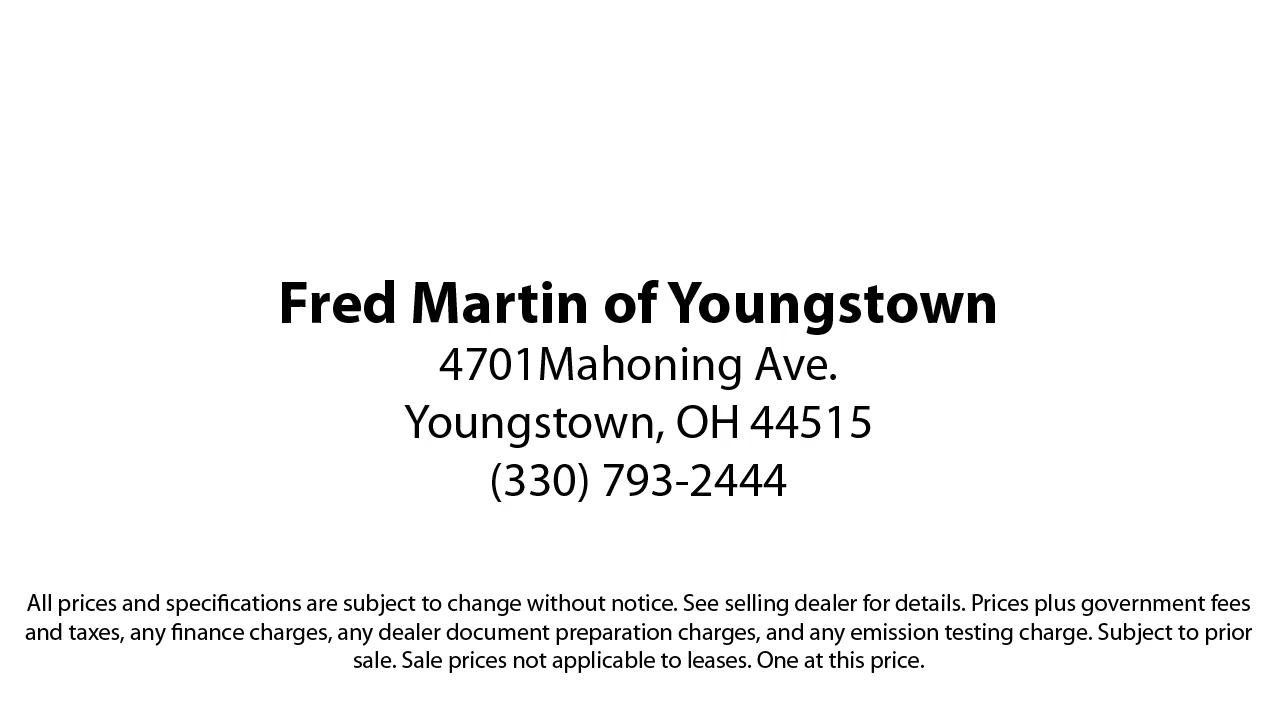 Fred Martin of Youngstown
4701Mahoning Ave.
Youngstown, OH 44515
(330) 793-2444
All prices and specifications are subject to change without notice. See selling dealer for details. Prices plus government fees
and taxes, any finance charges, any dealer document preparation charges, and any emission testing charge. Subject to prior
sale. Sale prices not applicable to leases. One at this price.